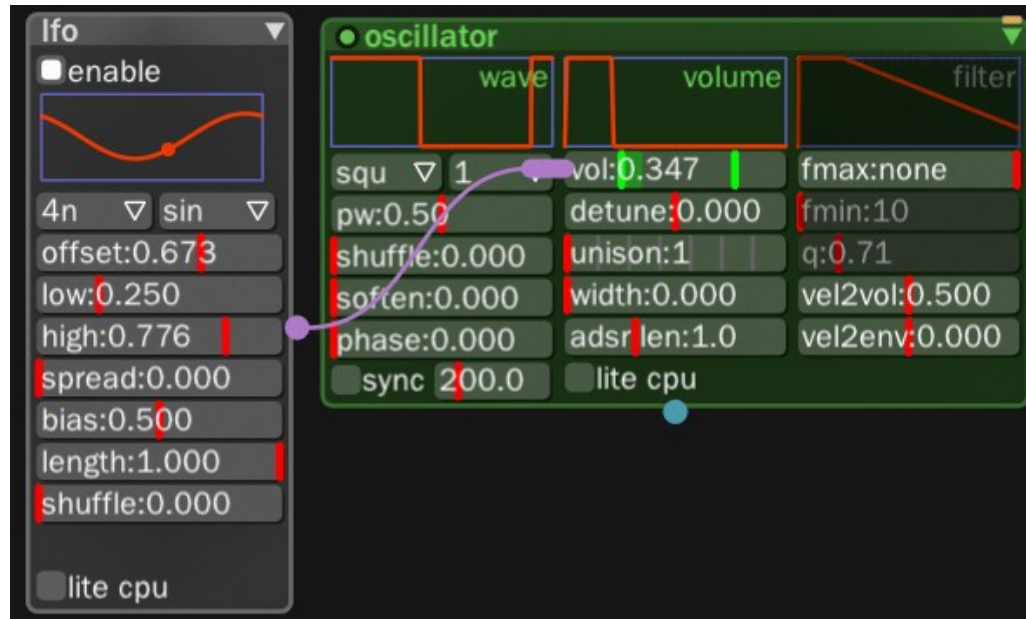 lfo
enable
4n sin
offset:0.673
low:0.250
high:0.776
spread:0.000
bias:0.500
length:1.000
shuffle:0.000
lite cpu
oscillator
wave
squ 1
pw:0.50
shuffle:0.000
soften:0.000
phase:0.000
sync 200.0
volume
vol:0.347
detune:0.000
unison:1
width:0.000
adsr len:1.0
lite cpu
filter
fmax:none
fmin:10
q:0.71
vel2vol:0.500
vel2env:0.000